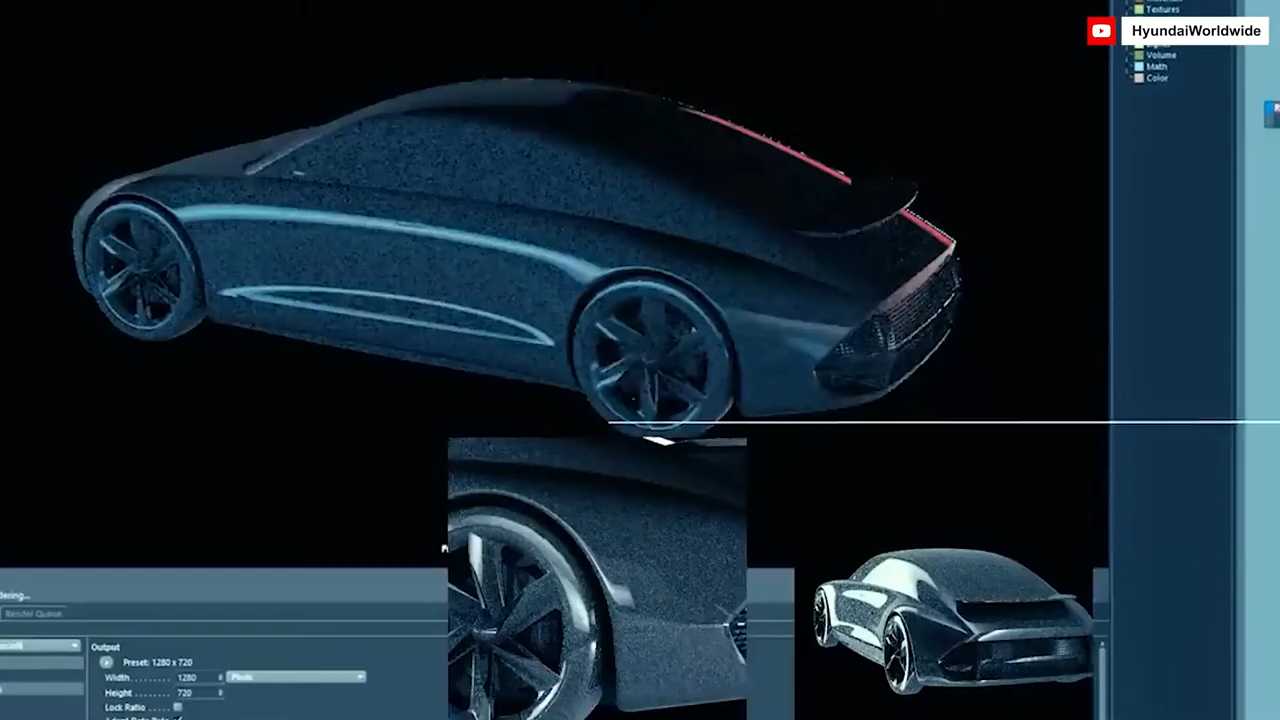 Textures
HyundaiWorldwide
Volume
Math
Color
Render Queue
Output
Preset: 1280 x 720
Width 1280 Pixels
Height 720
Lock Ratio